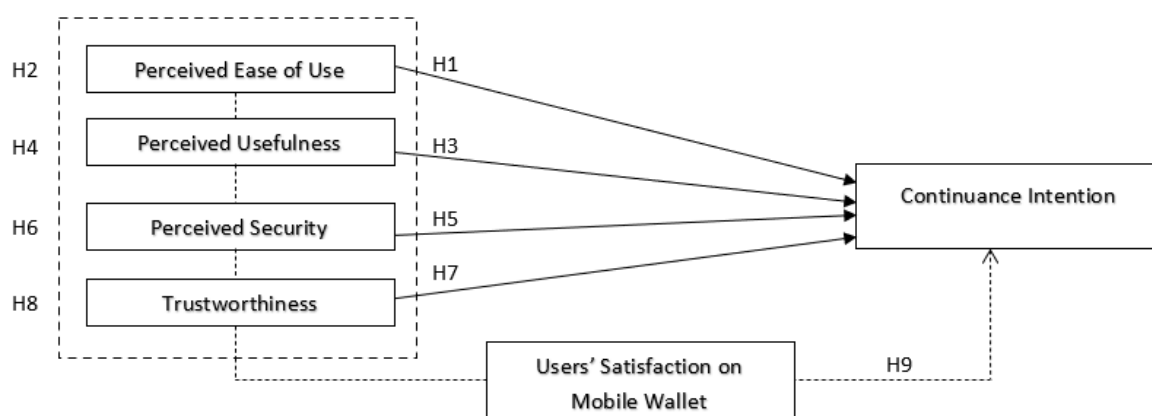 H2
Perceived Ease of Use
H1
H4
Perceived Usefulness
H3
Continuance Intention
H6
Perceived Security
H5
H8
Trustworthiness
H7
Users’ Satisfaction on
Mobile Wallet
H9